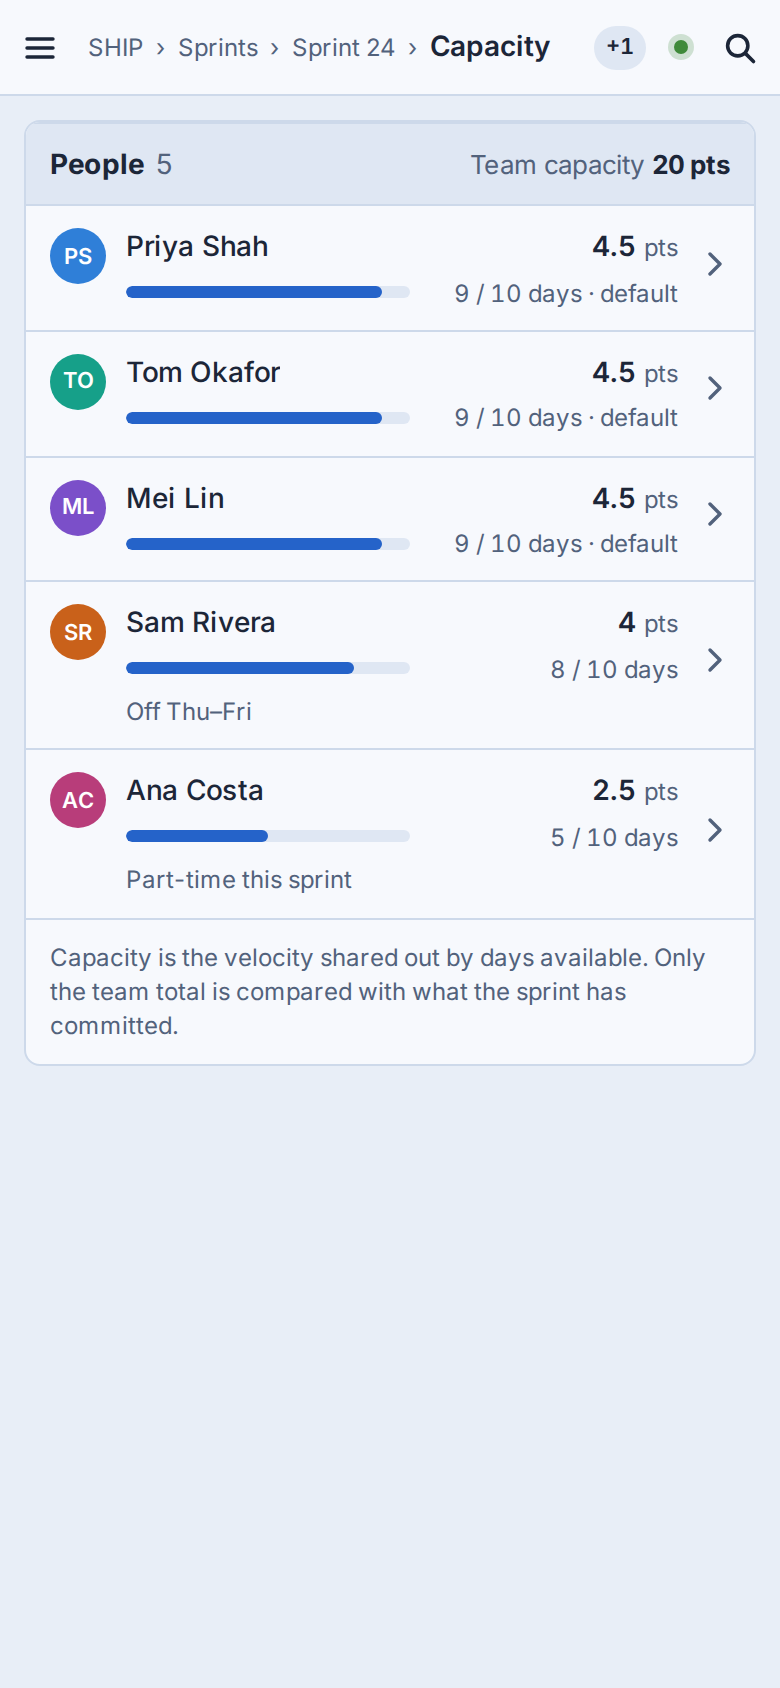 SHIP › Sprints › Sprint 24 › Capacity +1
People 5 Team capacity 20 pts
PS Priya Shah 4.5 pts
9 / 10 days · default
TO Tom Okafor 4.5 pts
9 / 10 days · default
ML Mei Lin 4.5 pts
9 / 10 days · default
SR Sam Rivera 4 pts
8 / 10 days
Off Thu–Fri
AC Ana Costa 2.5 pts
5 / 10 days
Part-time this sprint
Capacity is the velocity shared out by days available. Only
the team total is compared with what the sprint has
committed.